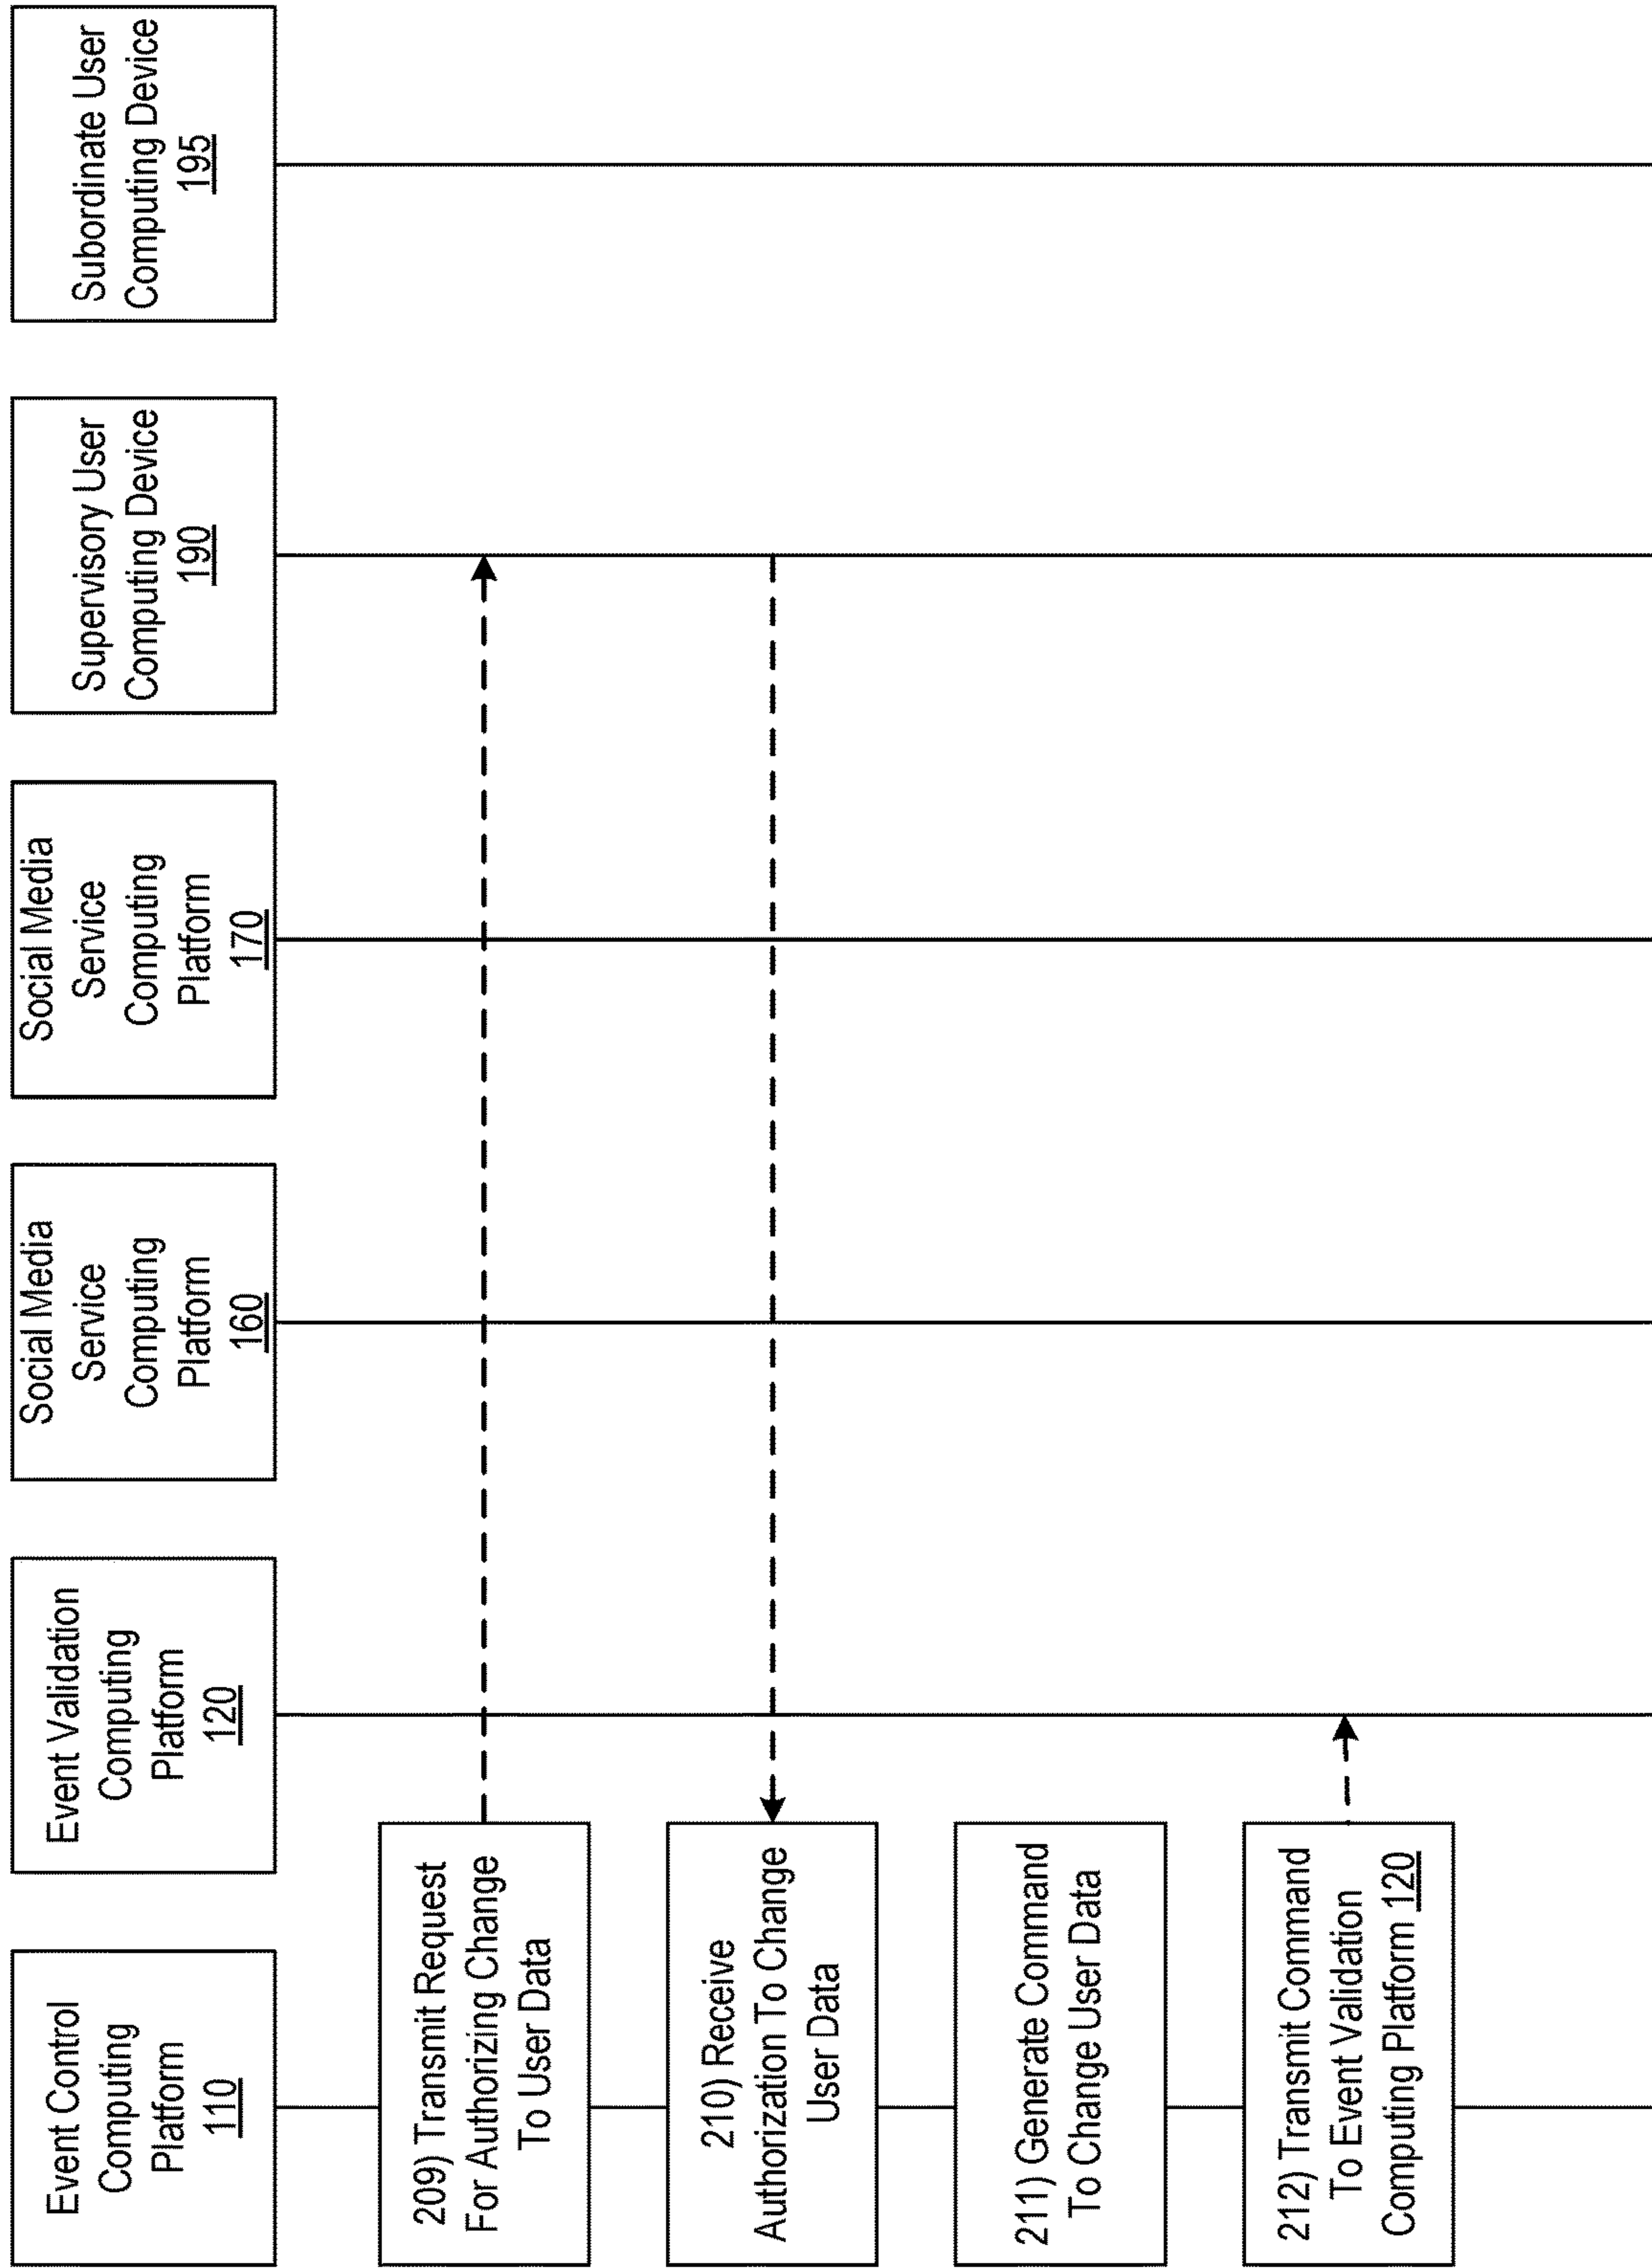 Event Control
Computing
Platform
110
Event Validation
Computing
Platform
120
Social Media
Service
Computing
Platform
160
Social Media
Service
Computing
Platform
170
Supervisory User
Computing Device
190
Subordinate User
Computing Device
195
209) Transmit Request
For Authorizing Change
To User Data
210) Receive
Authorization To Change
User Data
211) Generate Command
To Change User Data
212) Transmit Command
To Event Validation
Computing Platform 120